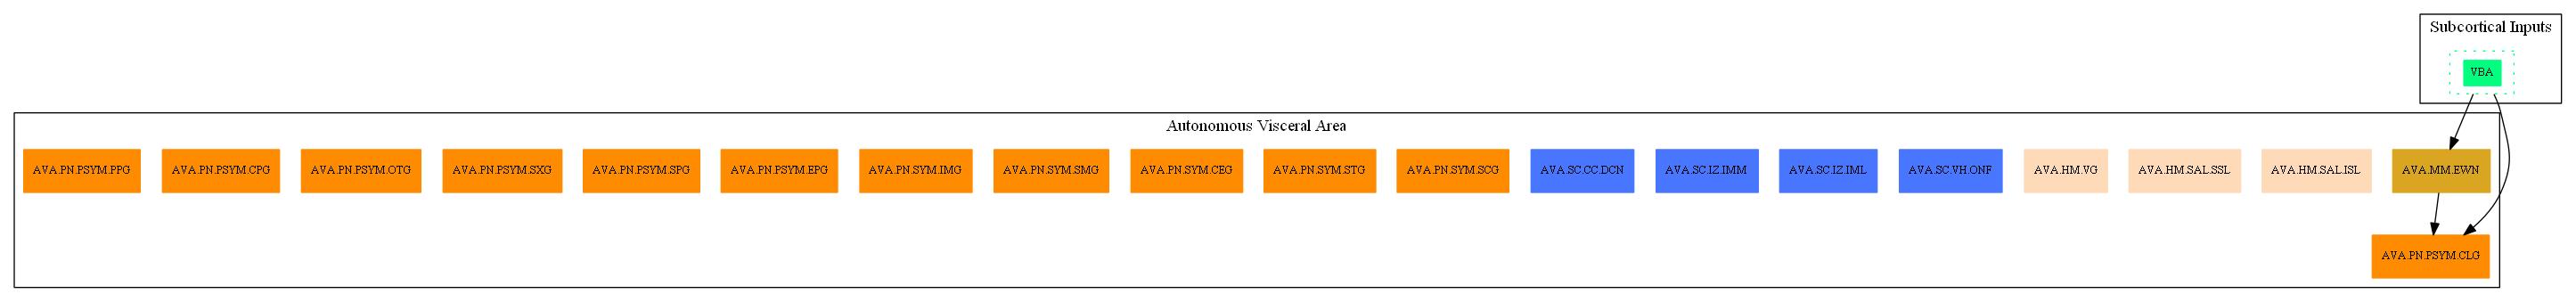 Subcortical Inputs
VBA
Autonomous Visceral Area
AVA.PN.PSYM.PPG
AVA.PN.PSYM.CPG
AVA.PN.PSYM.OTG
AVA.PN.PSYM.SXG
AVA.PN.PSYM.SPG
AVA.PN.PSYM.EPG
AVA.PN.SYM.IMG
AVA.PN.SYM.SMG
AVA.PN.SYM.CEG
AVA.PN.SYM.STG
AVA.PN.SYM.SCG
AVA.SC.CC.DCN
AVA.SC.IZ.IMM
AVA.SC.IZ.IML
AVA.SC.VH.ONF
AVA.HM.VG
AVA.HM.SAL.SSL
AVA.HM.SAL.ISL
AVA.MM.EWN
AVA.PN.PSYM.CLG